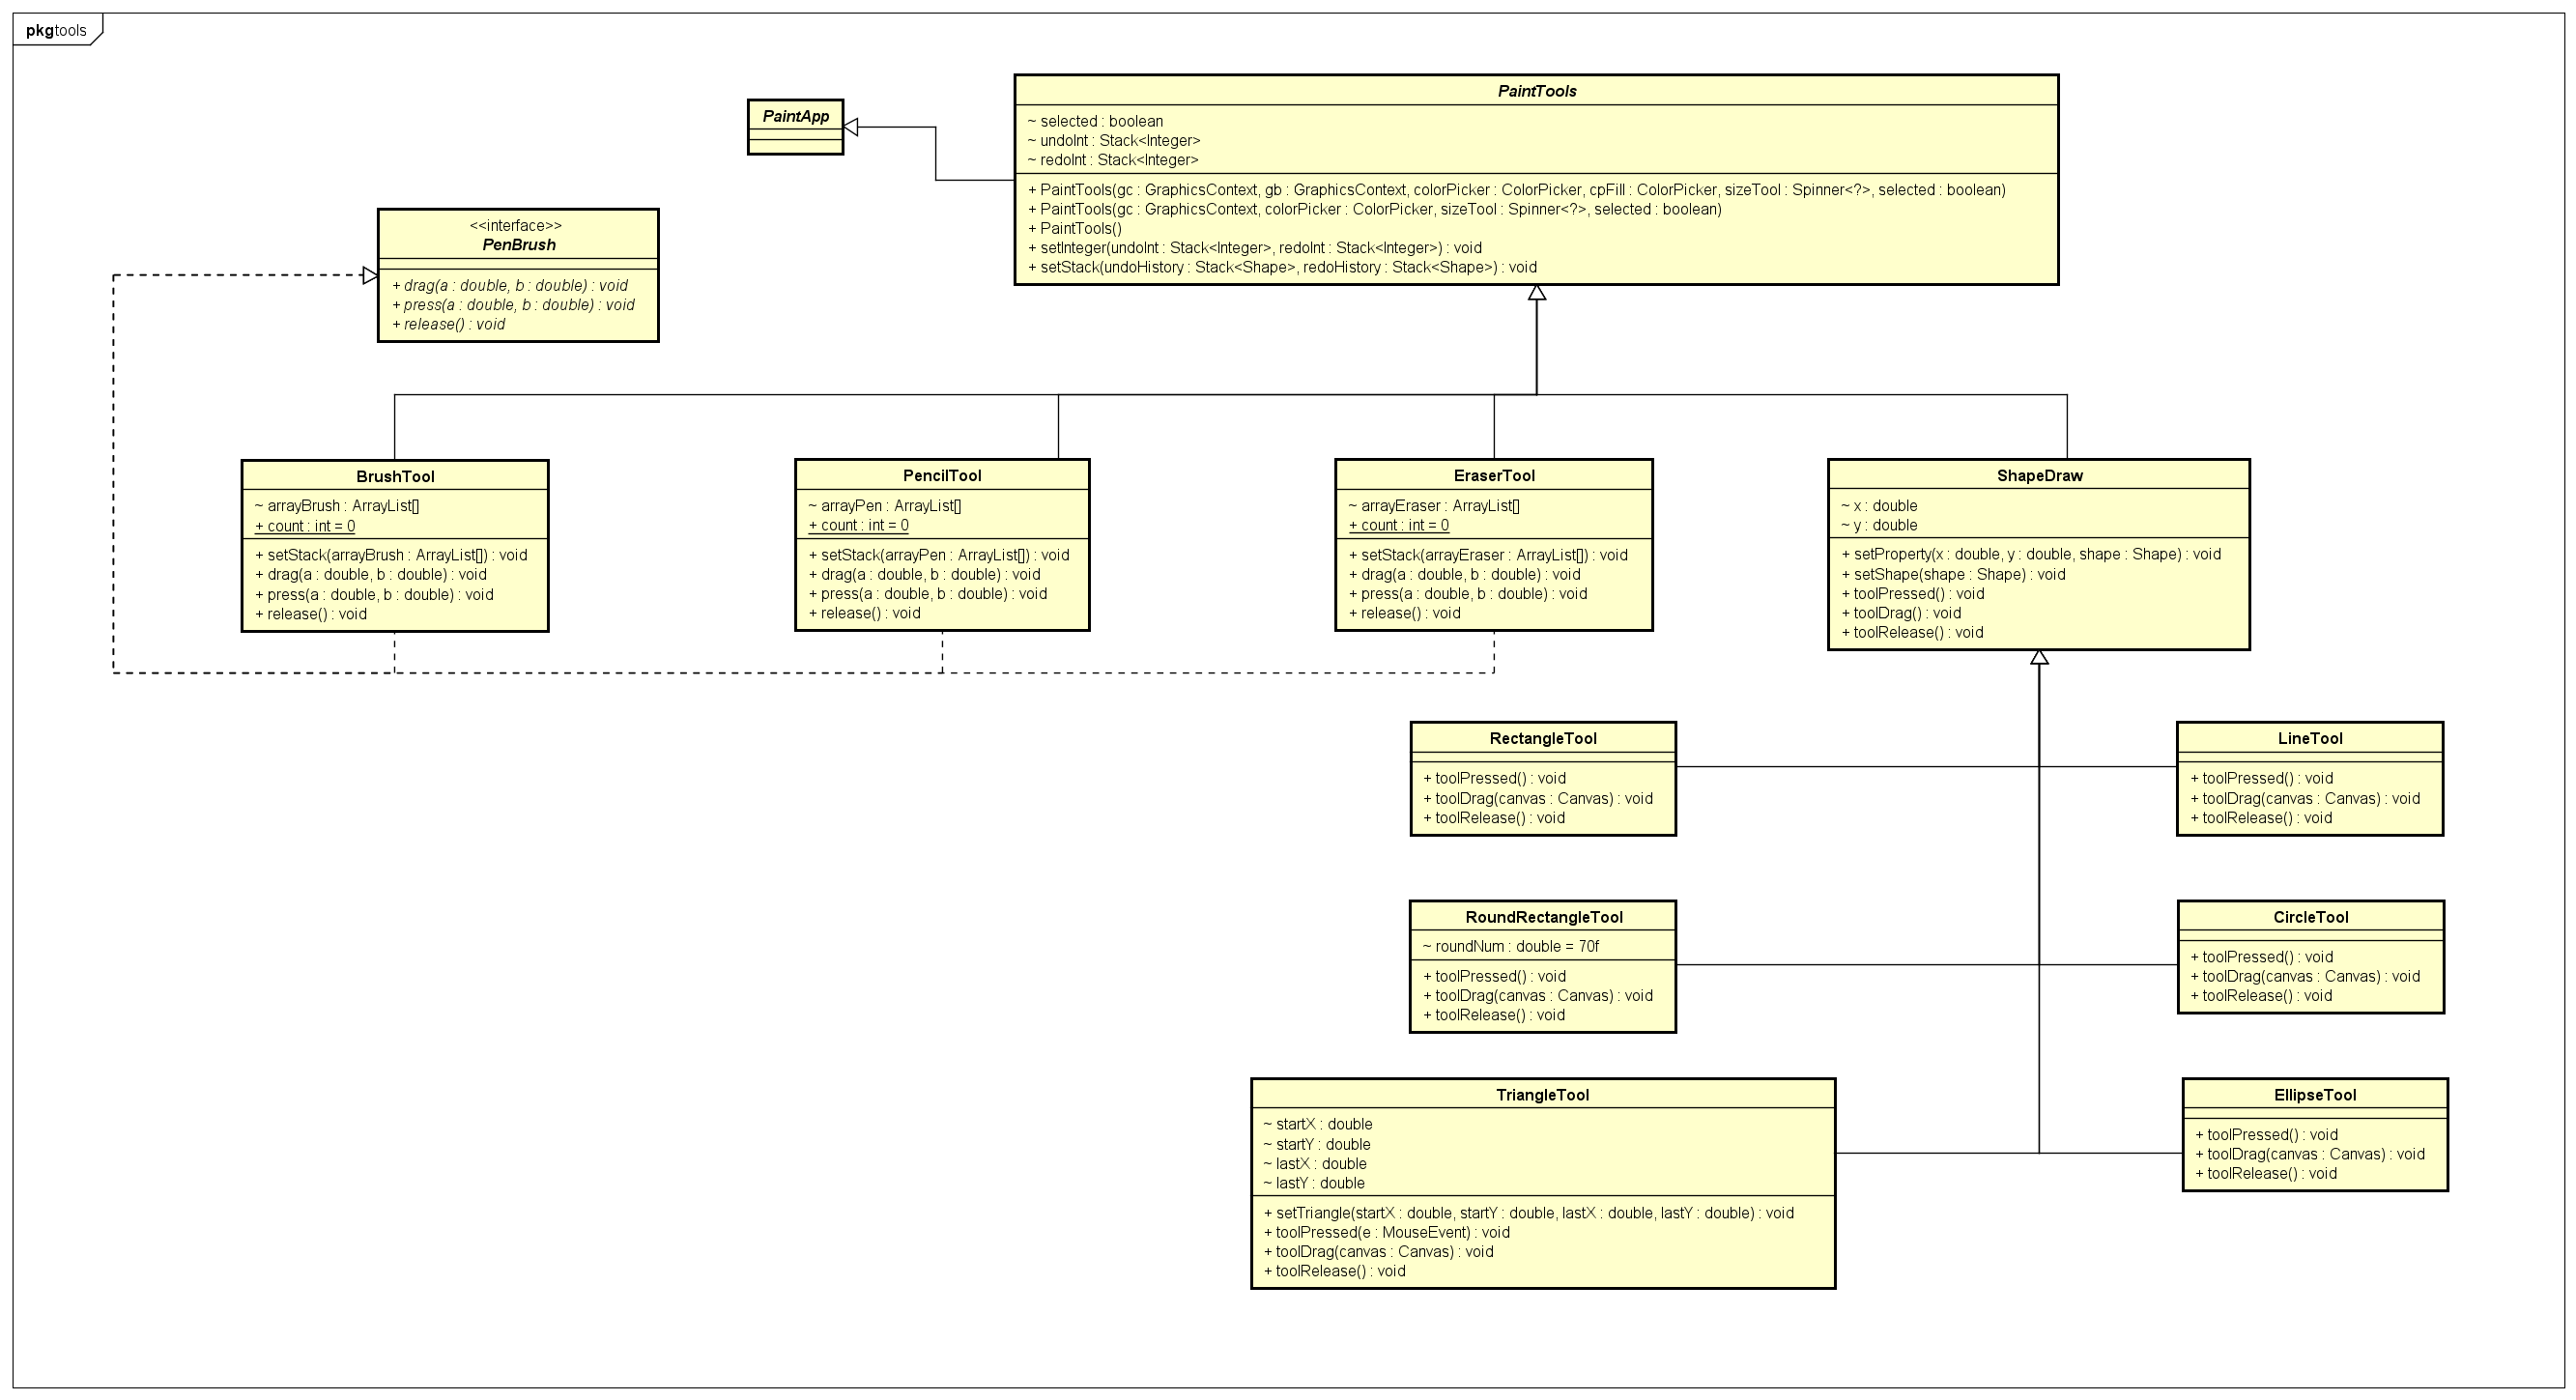 pkg tools
PaintApp
PaintTools
~ selected : boolean
~ undoInt : Stack<Integer>
~ redoInt : Stack<Integer>
+ PaintTools(gc : GraphicsContext, gb : GraphicsContext, colorPicker : ColorPicker, cpFill : ColorPicker, sizeTool : Spinner<?>, selected : boolean)
+ PaintTools(gc : GraphicsContext, colorPicker : ColorPicker, sizeTool : Spinner<?>, selected : boolean)
+ PaintTools()
+ setInteger(undoInt : Stack<Integer>, redoInt : Stack<Integer>) : void
+ setStack(undoHistory : Stack<Shape>, redoHistory : Stack<Shape>) : void
<<interface>>
PenBrush
+ drag(a : double, b : double) : void
+ press(a : double, b : double) : void
+ release() : void
BrushTool
~ arrayBrush : ArrayList[]
+ count : int = 0
+ setStack(arrayBrush : ArrayList[]) : void
+ drag(a : double, b : double) : void
+ press(a : double, b : double) : void
+ release() : void
PencilTool
~ arrayPen : ArrayList[]
+ count : int = 0
+ setStack(arrayPen : ArrayList[]) : void
+ drag(a : double, b : double) : void
+ press(a : double, b : double) : void
+ release() : void
EraserTool
~ arrayEraser : ArrayList[]
+ count : int = 0
+ setStack(arrayEraser : ArrayList[]) : void
+ drag(a : double, b : double) : void
+ press(a : double, b : double) : void
+ release() : void
ShapeDraw
~ x : double
~ y : double
+ setProperty(x : double, y : double, shape : Shape) : void
+ setShape(shape : Shape) : void
+ toolPressed() : void
+ toolDrag() : void
+ toolRelease() : void
RectangleTool
+ toolPressed() : void
+ toolDrag(canvas : Canvas) : void
+ toolRelease() : void
LineTool
+ toolPressed() : void
+ toolDrag(canvas : Canvas) : void
+ toolRelease() : void
RoundRectangleTool
~ roundNum : double = 70f
+ toolPressed() : void
+ toolDrag(canvas : Canvas) : void
+ toolRelease() : void
CircleTool
+ toolPressed() : void
+ toolDrag(canvas : Canvas) : void
+ toolRelease() : void
TriangleTool
~ startX : double
~ startY : double
~ lastX : double
~ lastY : double
+ setTriangle(startX : double, startY : double, lastX : double, lastY : double) : void
+ toolPressed(e : MouseEvent) : void
+ toolDrag(canvas : Canvas) : void
+ toolRelease() : void
EllipseTool
+ toolPressed() : void
+ toolDrag(canvas : Canvas) : void
+ toolRelease() : void